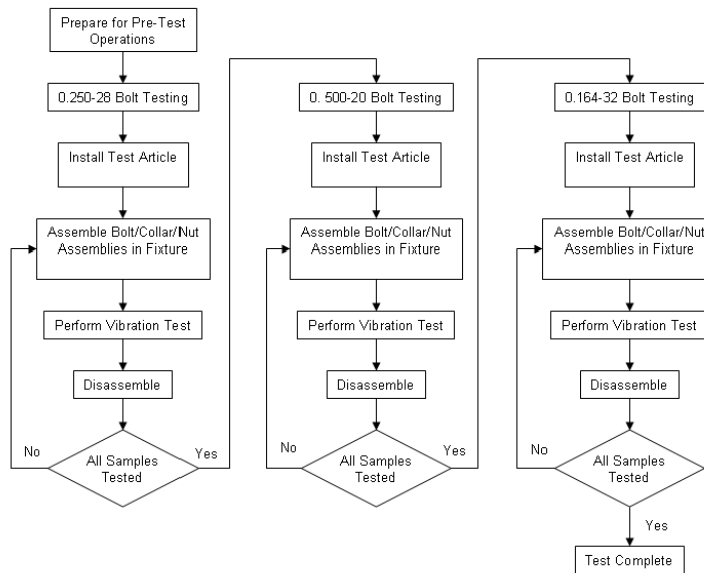 Prepare for Pre-Test
Operations
0.250-28 Bolt Testing
Install Test Article
Assemble Bolt/Collar/Nut
Assemblies in Fixture
Perform Vibration Test
Disassemble
All Samples
Tested
No
Yes
0. 500-20 Bolt Testing
Install Test Article
Assemble Bolt/Collar/Nut
Assemblies in Fixture
Perform Vibration Test
Disassemble
All Samples
Tested
No
Yes
0.164-32 Bolt Testing
Install Test Article
Assemble Bolt/Collar/Nut
Assemblies in Fixture
Perform Vibration Test
Disassemble
All Samples
Tested
No
Yes
Test Complete